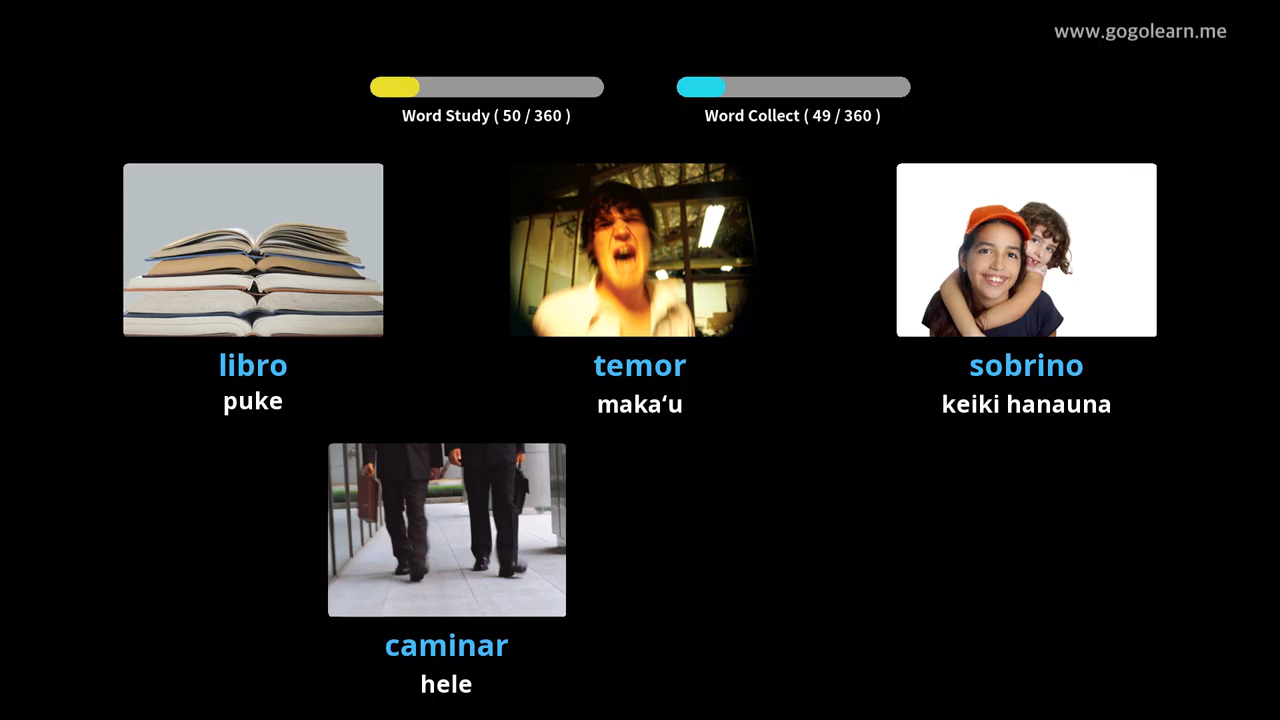 www.gogolearn.me
Word Study ( 50 / 360 )
Word Collect ( 49 / 360 )
libro
puke
temor
makaʻu
sobrino
keiki hanauna
caminar
hele